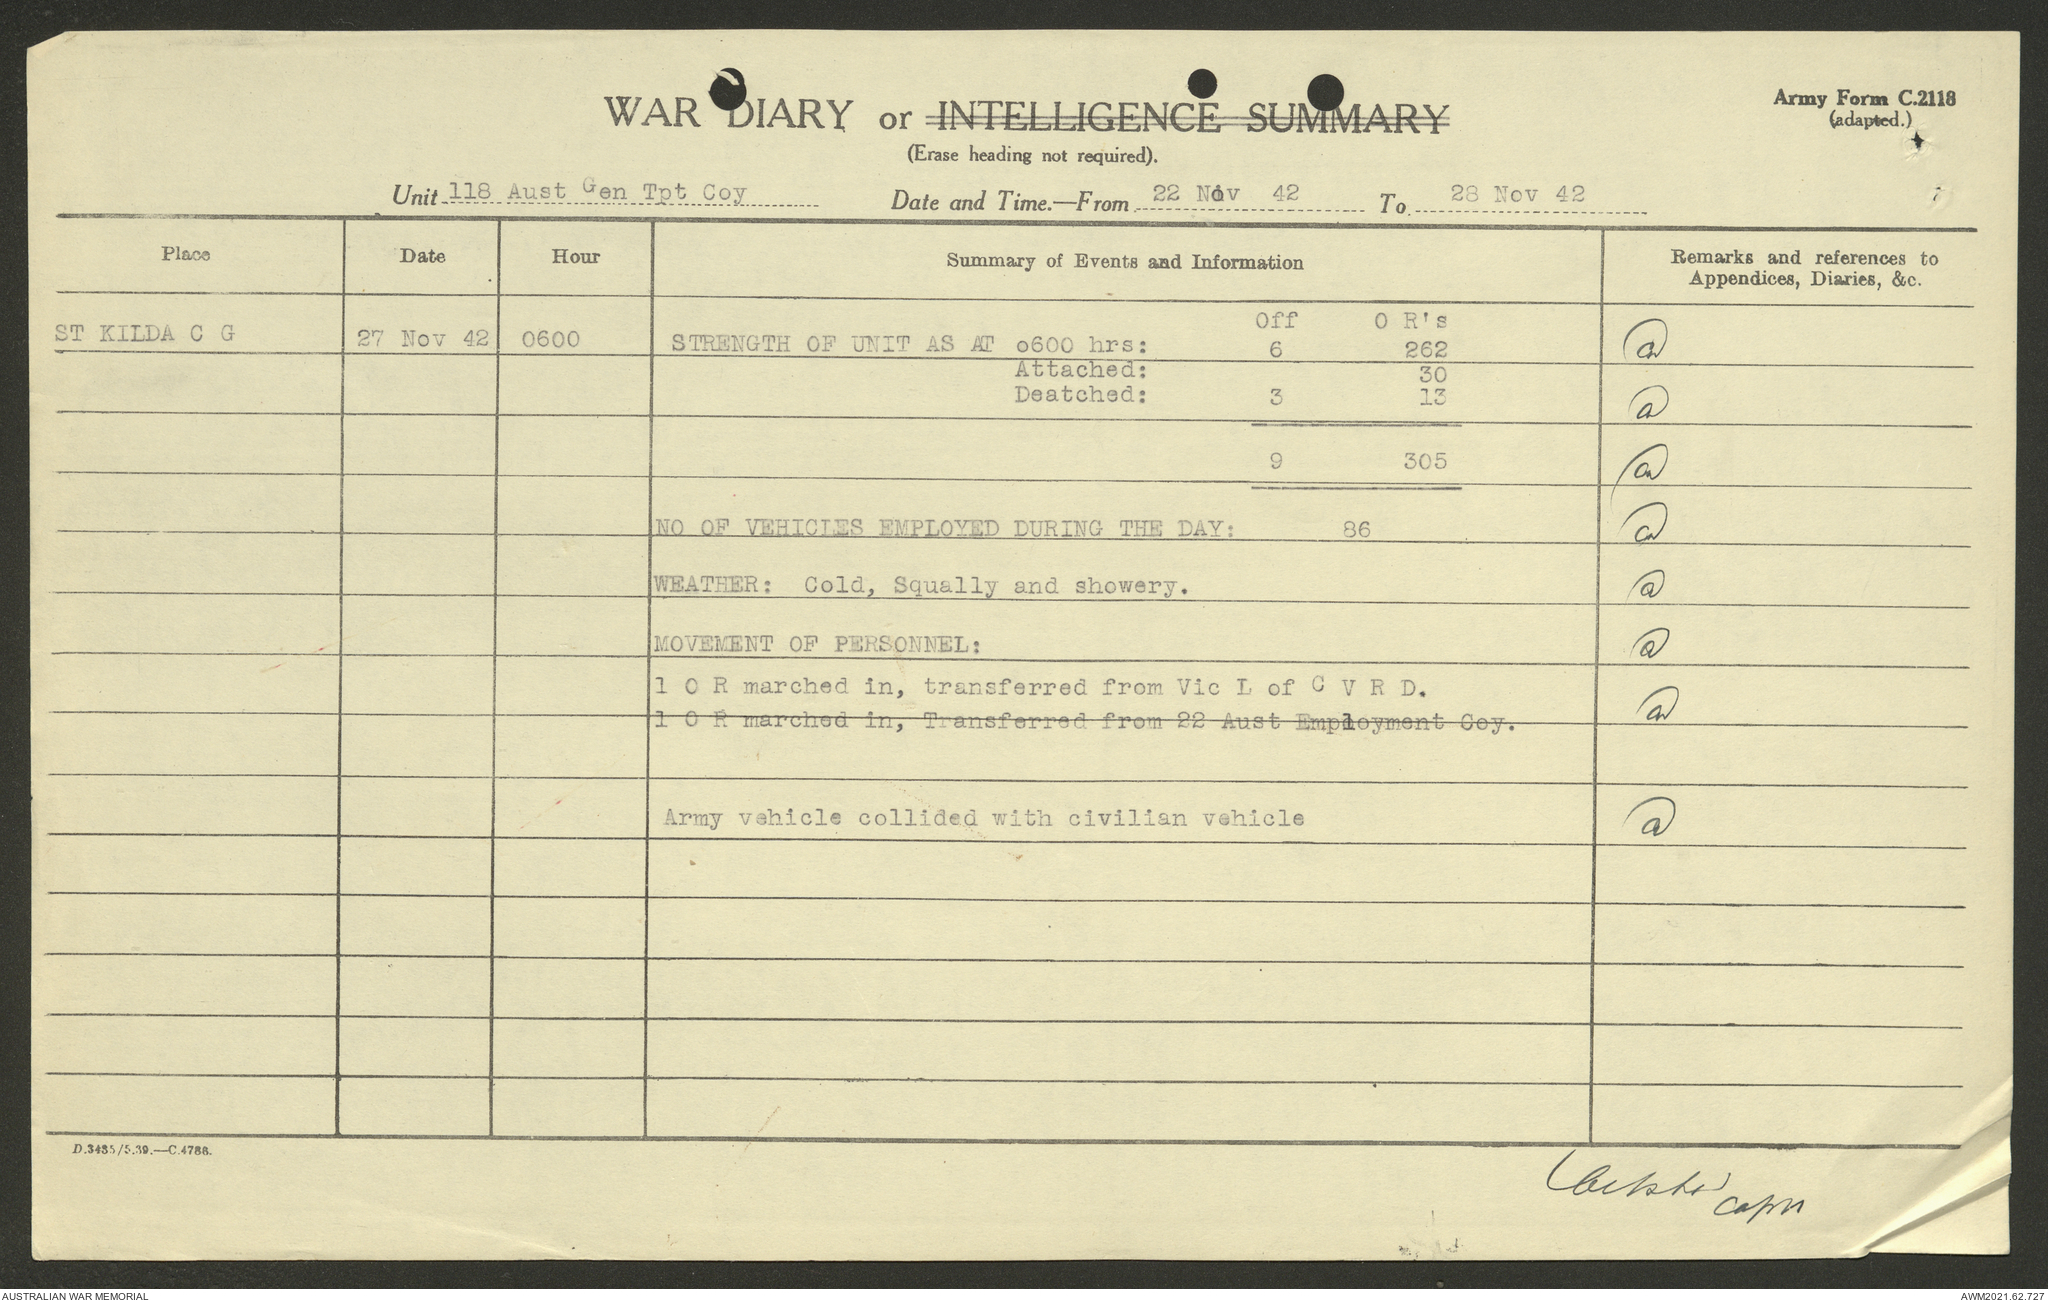 WAR DIARY or INTELLIGENCE SUMMARY
(Erase heading not required).
Army Form C.2118
(adapted.)
Unit 118 Aust Gen Tpt Coy Date and Time.—From 22 Nov 42 To 28 Nov 42
Place Date Hour Summary of Events and Information Remarks and references to
Appendices, Diaries, &c.
Off O R's
ST KILDA C G 27 Nov 42 0600 STRENGTH OF UNIT AS AT o600 hrs: 6 262
Attached: 30
Deatched: 3 13
9 305
NO OF VEHICLES EMPLOYED DURING THE DAY: 86
WEATHER: Cold, Squally and showery.
MOVEMENT OF PERSONNEL:
1 O R marched in, transferred from Vic L of C V R D.
1 O R marched in, Transferred from 22 Aust Employment Coy.
Army vehicle collided with civilian vehicle
D.3485/5.39.—C.4786.
Capn
AUSTRALIAN WAR MEMORIAL
AWM2021.62.727